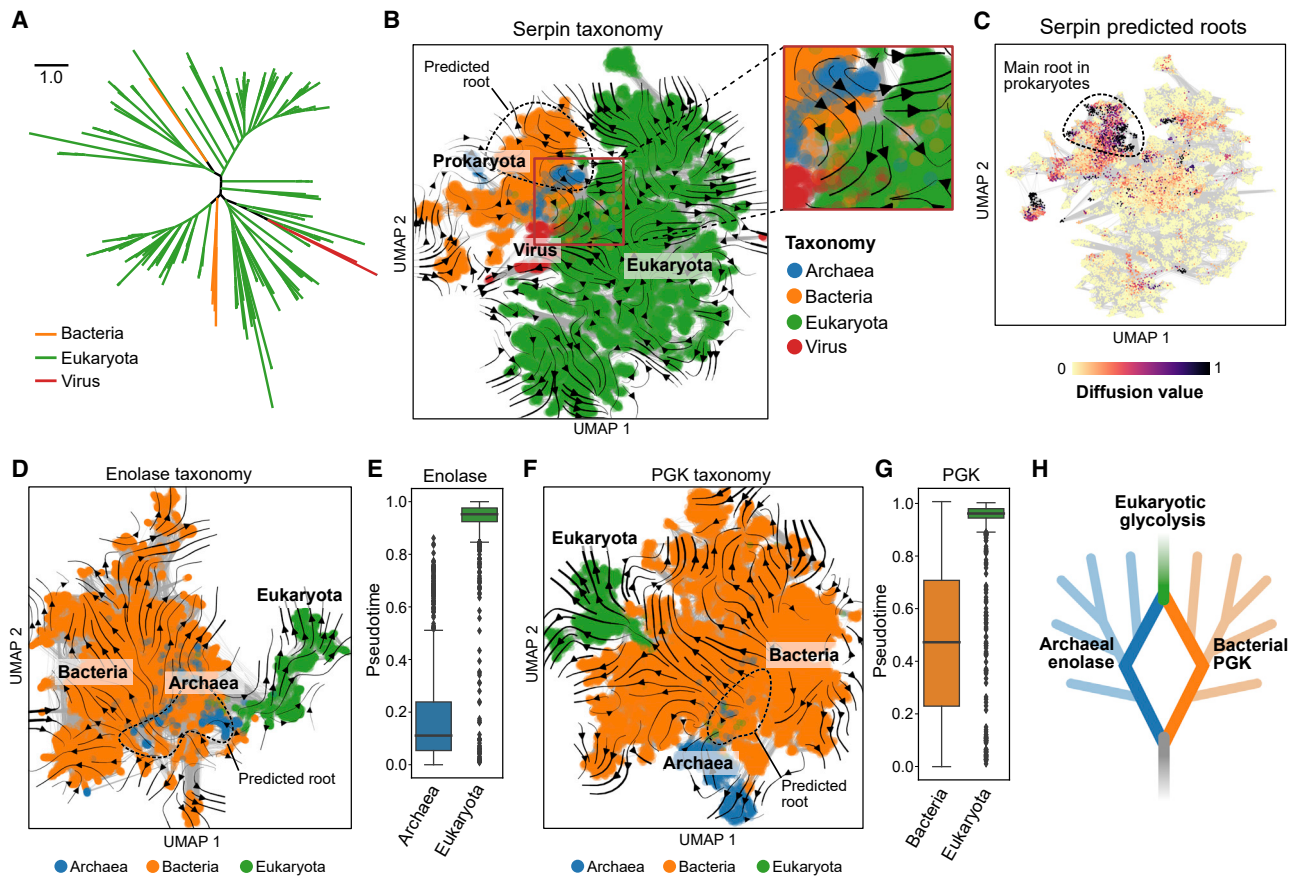 A
1.0
Bacteria
Eukaryota
Virus
B
Serpin taxonomy
Predicted
root
Prokaryota
Virus
Eukaryota
UMAP 2
UMAP 1
Taxonomy
Archaea
Bacteria
Eukaryota
Virus
C
Serpin predicted roots
Main root in
prokaryotes
UMAP 2
UMAP 1
0
1
Diffusion value
D
Enolase taxonomy
Eukaryota
Bacteria
Archaea
Predicted root
UMAP 2
UMAP 1
Archaea
Bacteria
Eukaryota
E
Enolase
Pseudotime
1.0
0.8
0.6
0.4
0.2
0.0
Archaea
Eukaryota
F
PGK taxonomy
Eukaryota
Bacteria
Archaea
Predicted
root
UMAP 2
UMAP 1
Archaea
Bacteria
Eukaryota
G
PGK
Pseudotime
1.0
0.8
0.6
0.4
0.2
0.0
Bacteria
Eukaryota
H
Eukaryotic
glycolysis
Archaeal
enolase
Bacterial
PGK